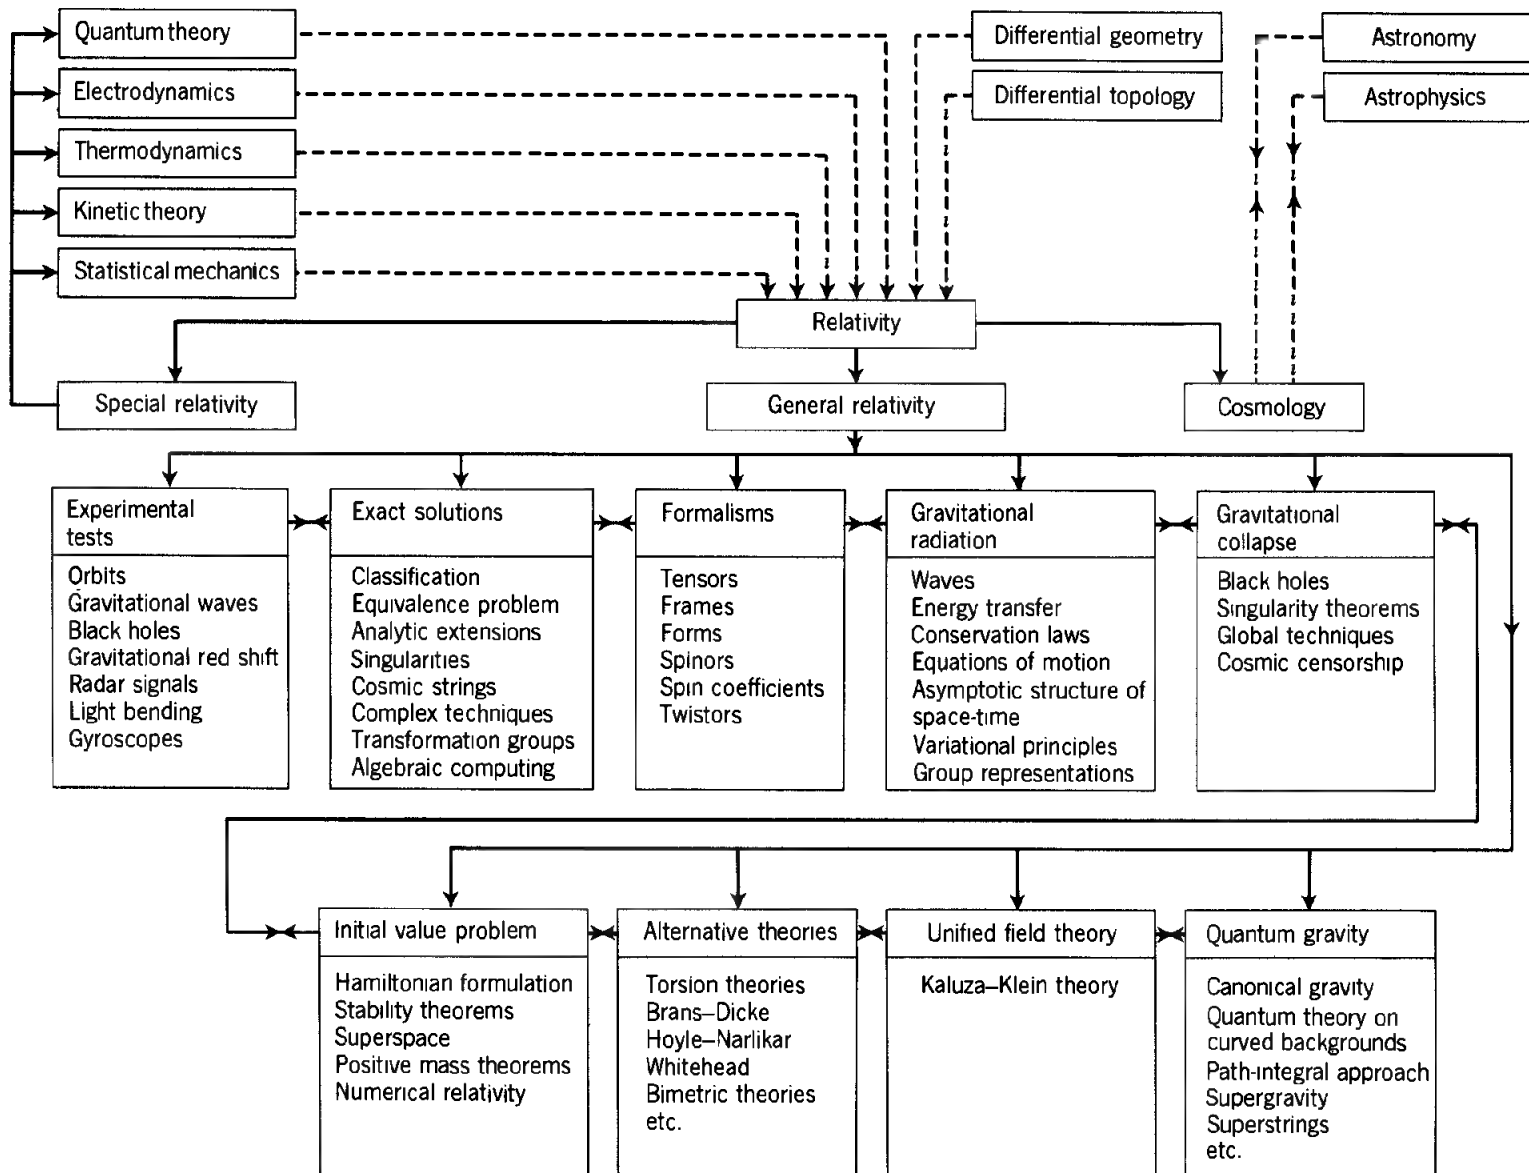 Quantum theory
Electrodynamics
Thermodynamics
Kinetic theory
Statistical mechanics
Differential geometry
Differential topology
Astronomy
Astrophysics
Relativity
Special relativity
General relativity
Cosmology
Experimental
tests
Orbits
Gravitational waves
Black holes
Gravitational red shift
Radar signals
Light bending
Gyroscopes
Exact solutions
Classification
Equivalence problem
Analytic extensions
Singularities
Cosmic strings
Complex techniques
Transformation groups
Algebraic computing
Formalisms
Tensors
Frames
Forms
Spinors
Spin coefficients
Twistors
Gravitational
radiation
Waves
Energy transfer
Conservation laws
Equations of motion
Asymptotic structure of
space-time
Variational principles
Group representations
Gravitational
collapse
Black holes
Singularity theorems
Global techniques
Cosmic censorship
Initial value problem
Hamiltonian formulation
Stability theorems
Superspace
Positive mass theorems
Numerical relativity
Alternative theories
Torsion theories
Brans–Dicke
Hoyle–Narlikar
Whitehead
Bimetric theories
etc.
Unified field theory
Kaluza–Klein theory
Quantum gravity
Canonical gravity
Quantum theory on
curved backgrounds
Path-integral approach
Supergravity
Superstrings
etc.